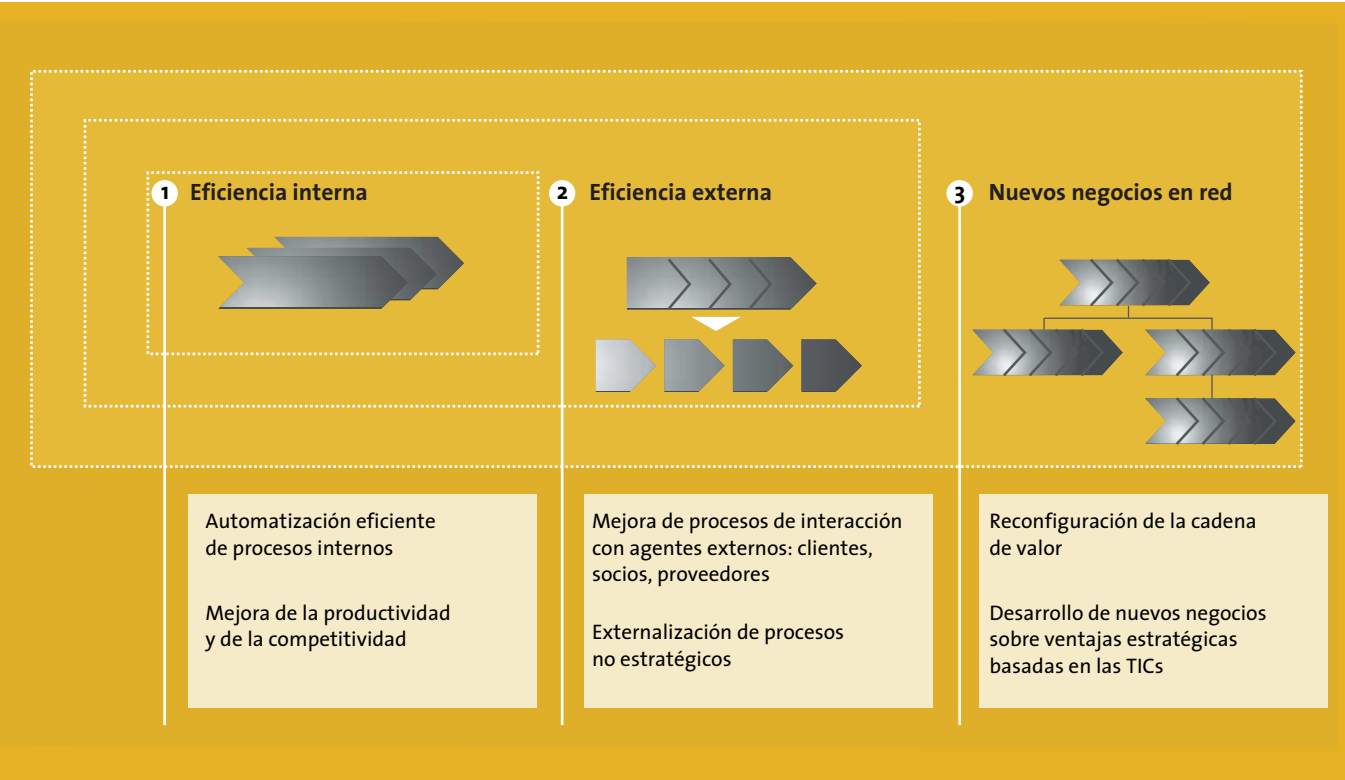 1 Eficiencia interna
2 Eficiencia externa
3 Nuevos negocios en red
Automatización eficiente
de procesos internos
Mejora de la productividad
y de la competitividad
Mejora de procesos de interacción
con agentes externos: clientes,
socios, proveedores
Externalización de procesos
no estratégicos
Reconfiguración de la cadena
de valor
Desarrollo de nuevos negocios
sobre ventajas estratégicas
basadas en las TICs